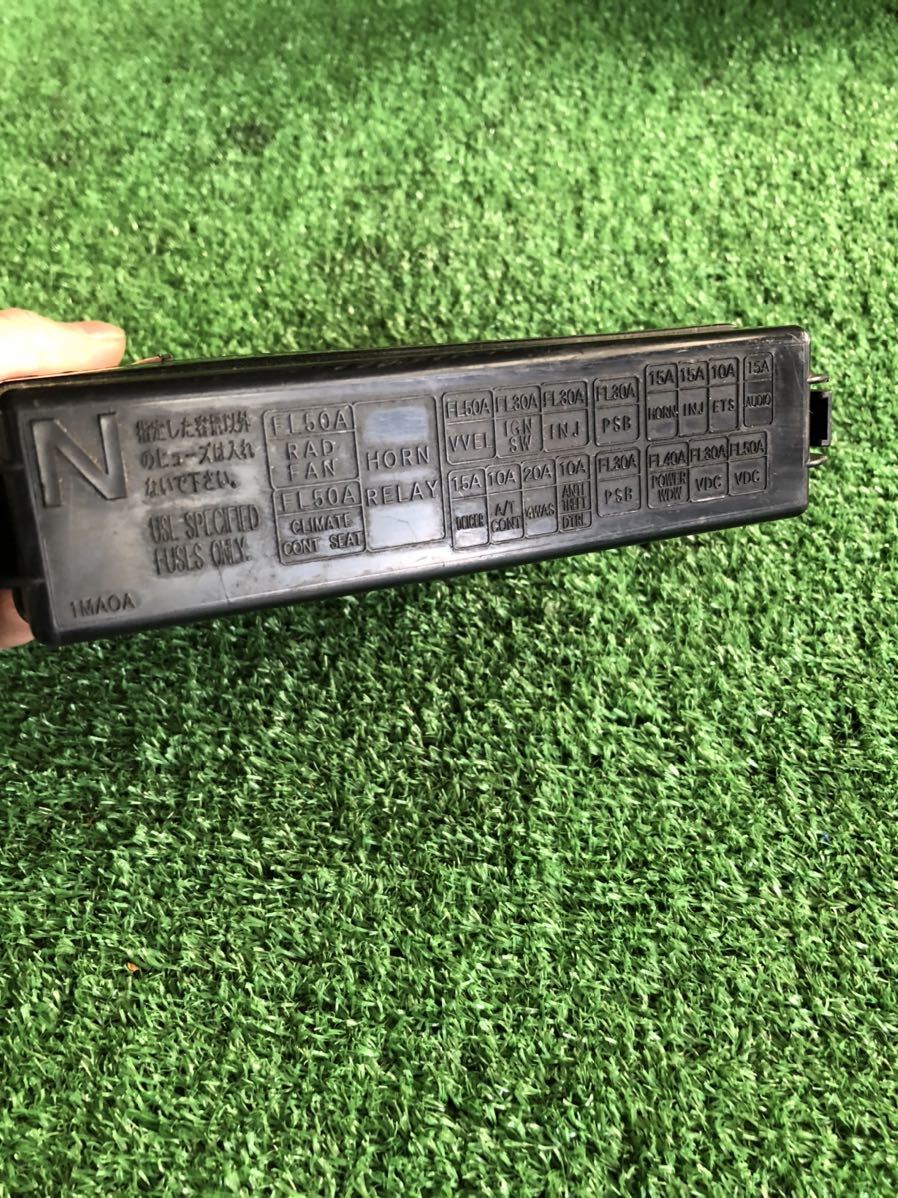 N
指定した容量以外
のヒューズは入れ
ないで下さい。
USE SPECIFIED
FUSES ONLY.
1MA0A
FL50A
RAD
FAN
FL50A
CLIMATE
CONT SEAT
HORN
RELAY
FL50A
VVEL
FL30A
IGN
SW
FL30A
INJ
FL30A
PSB
15A
HORN
15A
INJ
10A
ETS
15A
AUDIO
15A
10A
A/T
CONT
20A
4WAS
10A
ANTI
THEFT
FL30A
PSB
FL40A
POWER
WDW
FL30A
VDC
FL50A
VDC